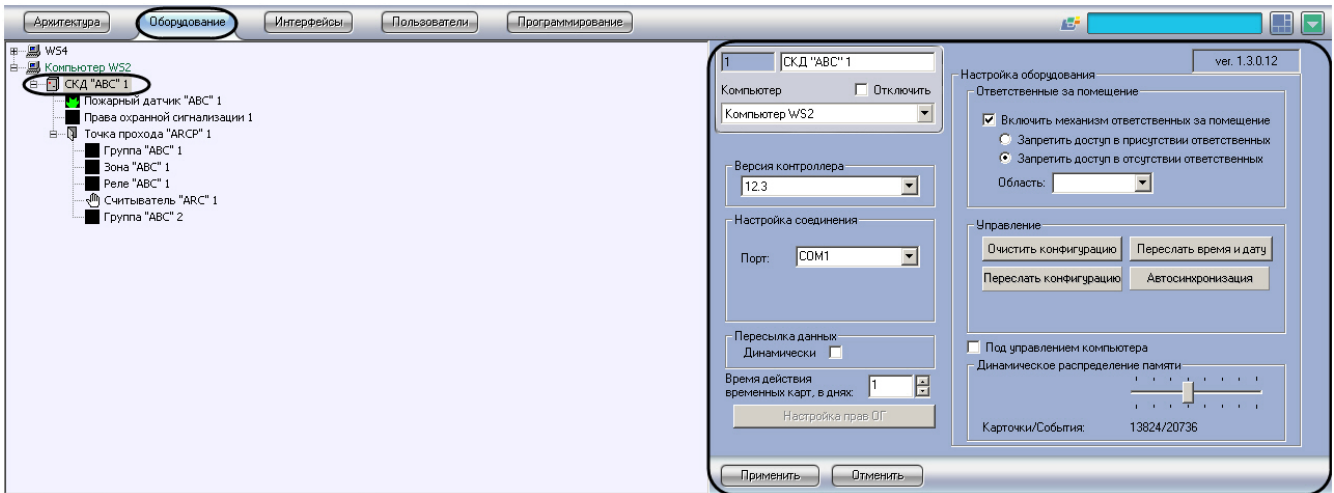 Архитектура Оборудование Интерфейсы Пользователи Программирование
WS4
Компьютер WS2
СКД "ABC" 1
Пожарный датчик "ABC" 1
Права охранной сигнализации 1
Точка прохода "ARCP" 1
Группа "ABC" 1
Зона "ABC" 1
Реле "ABC" 1
Считыватель "ARC" 1
Группа "ABC" 2
1 СКД "ABC" 1
Компьютер Отключить
Компьютер WS2
Версия контроллера
12.3
Настройка соединения
Порт: COM1
Пересылка данных
Динамически
Время действия
временных карт, в днях: 1
Настройка прав ОГ
ver. 1.3.0.12
Настройка оборудования
Ответственные за помещение
Включить механизм ответственных за помещение
Запретить доступ в присутствии ответственных
Запретить доступ в отсутствии ответственных
Область:
Управление
Очистить конфигурацию Переслать время и дату
Переслать конфигурацию Автосинхронизация
Под управлением компьютера
Динамическое распределение памяти
Карточки/События: 13824/20736
Применить Отменить